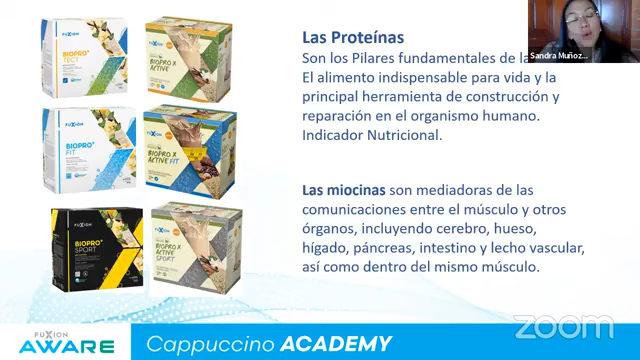 Las Proteínas
Son los Pilares fundamentales de la
El alimento indispensable para vida y la
principal herramienta de construcción y
reparación en el organismo humano.
Indicador Nutricional.
Las miocinas son mediadoras de las
comunicaciones entre el músculo y otros
órganos, incluyendo cerebro, hueso,
hígado, páncreas, intestino y lecho vascular,
así como dentro del mismo músculo.
Sandra Muñoz...
FUXION
BIOPRO+
TECT
FUXION
BIOPRO X
ACTIVE
FUXION
BIOPRO+
FIT
FUXION
BIOPRO X
ACTIVE FIT
FUXION
BIOPRO+
SPORT
FUXION
BIOPRO X
ACTIVE
SPORT
FUXION
AWARE
Cappuccino ACADEMY
zoom